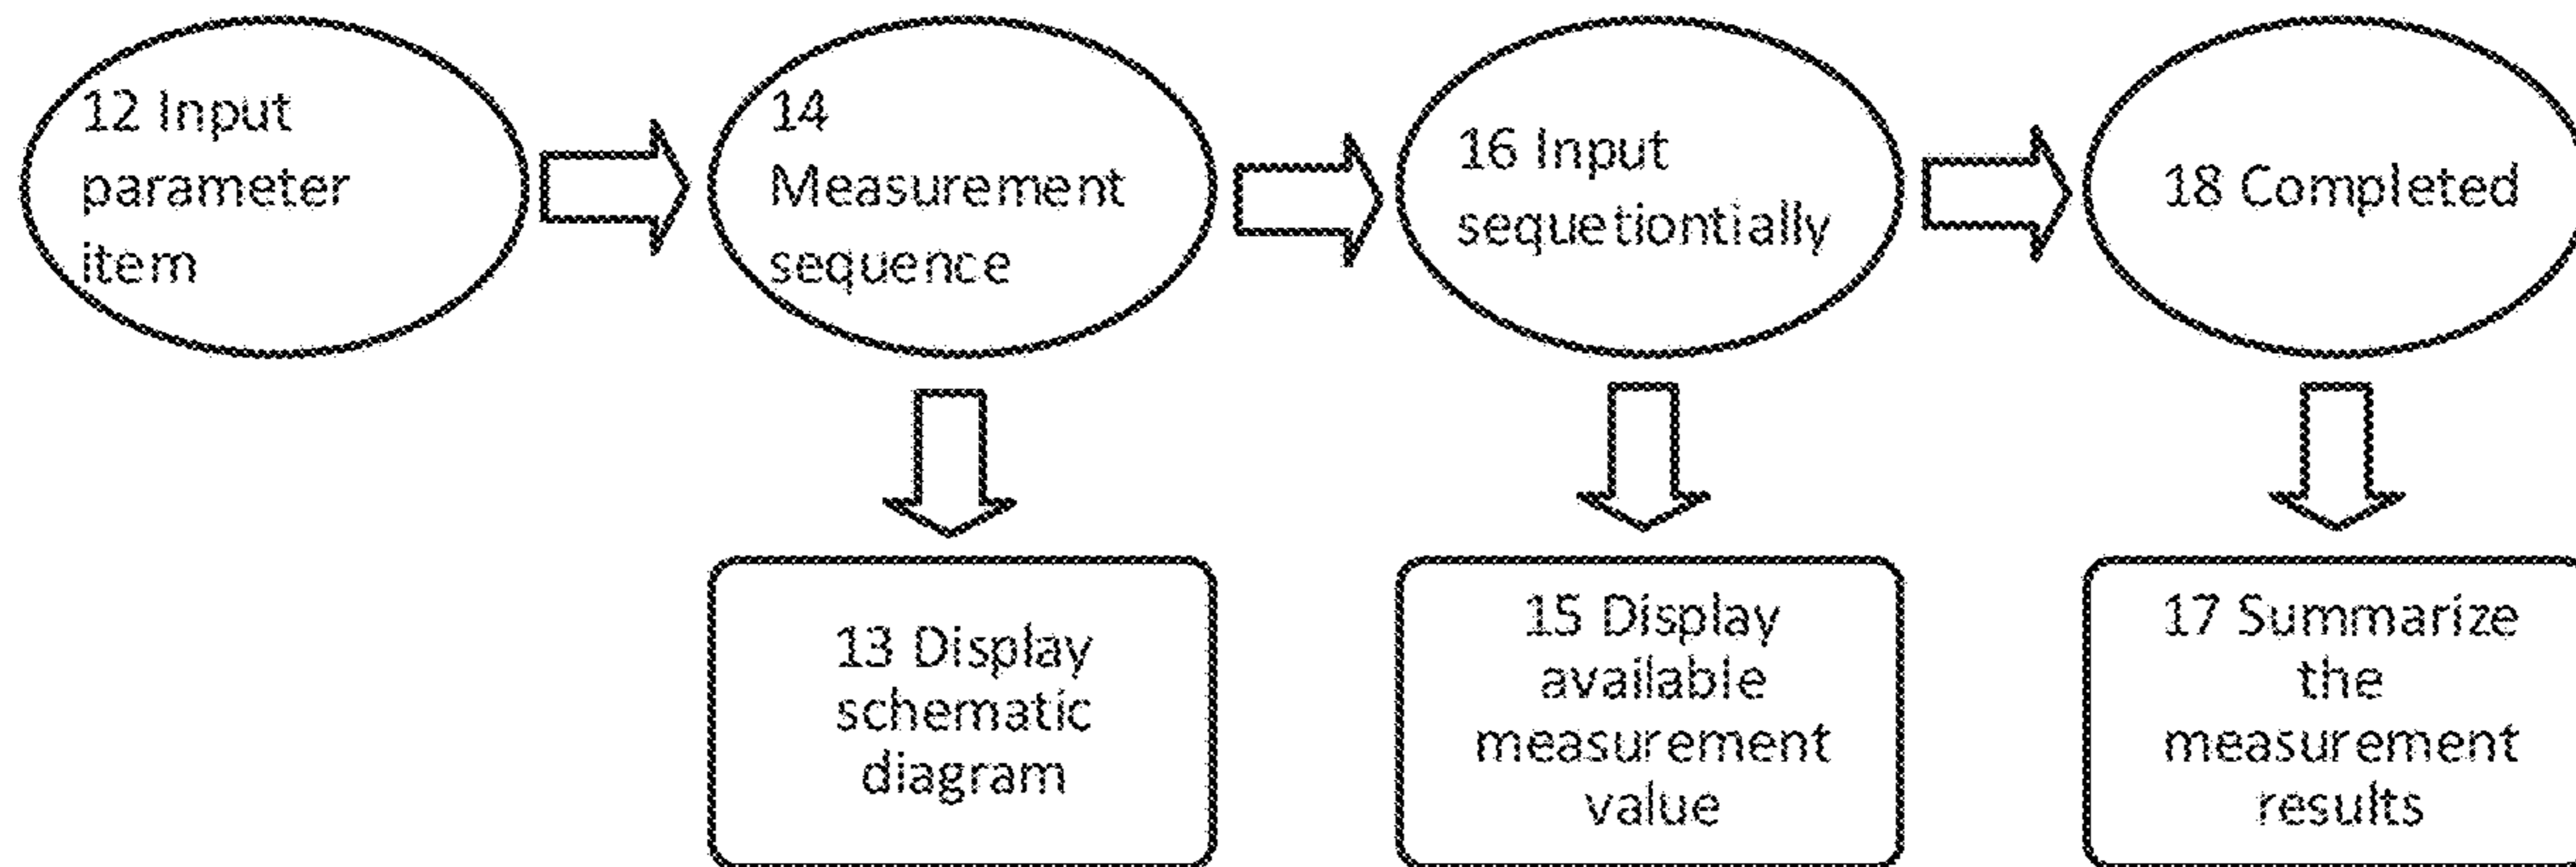 12 Input
parameter
item
14
Measurement
sequence
16 Input
sequetiontially
18 Completed
13 Display
schematic
diagram
15 Display
available
measurement
value
17 Summarize
the
measurement
results